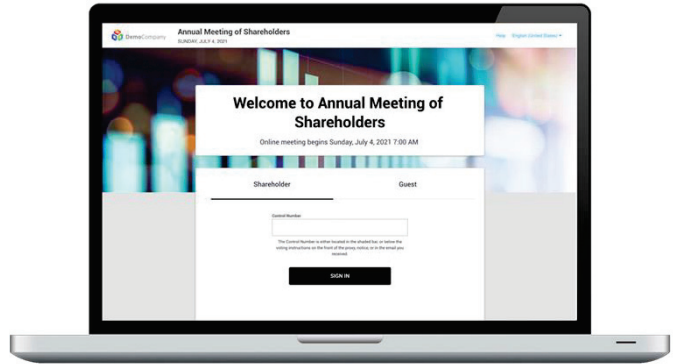 DemoCompany
Annual Meeting of Shareholders
SUNDAY, JULY 4, 2021
Help English (United States)
Welcome to Annual Meeting of
Shareholders
Online meeting begins Sunday, July 4, 2021 7:00 AM
Shareholder Guest
Control Number
The Control Number is either located in the shaded bar, or below the
voting instructions on the front of the proxy, notice, or in the email you
received.
SIGN IN